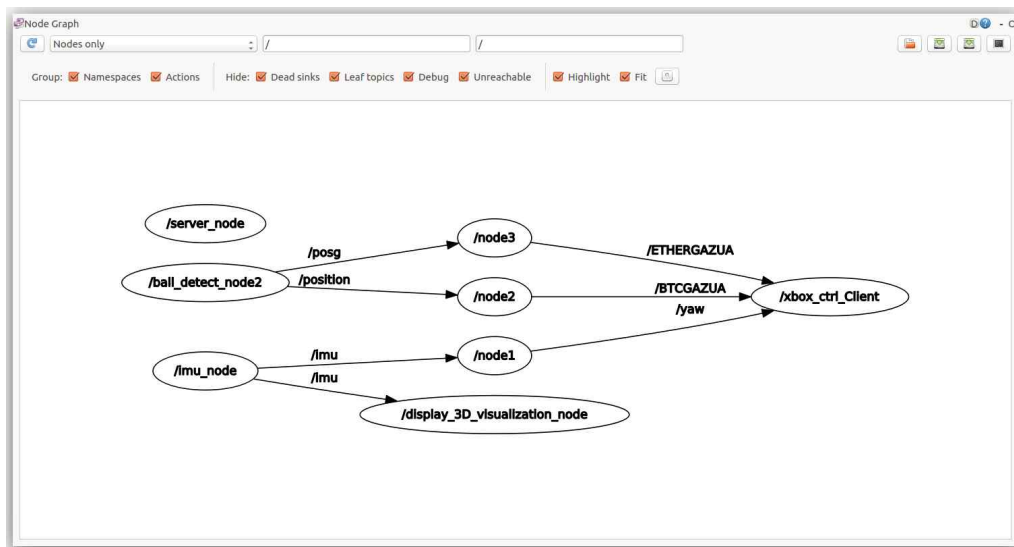 Node Graph
D - O
Nodes only / /
Group: Namespaces Actions Hide: Dead sinks Leaf topics Debug Unreachable Highlight Fit
/server_node
/node3
/posg
/ETHERGAZUA
/ball_detect_node2
/position
/node2
/BTCGAZUA
/xbox_ctrl_Client
/yaw
/imu
/node1
/imu_node
/imu
/display_3D_visualization_node